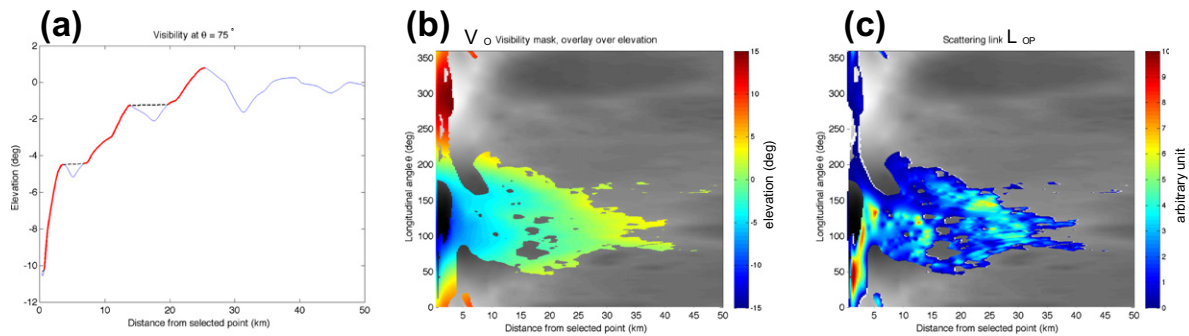 (a)
Visibility at θ = 75°
Elevation (deg)
2
0
-2
-4
-6
-8
-10
-12
0 10 20 30 40 50
Distance from selected point (km)
(b)
V O Visibility mask, overlay over elevation
Longitudinal angle θ (deg)
350
300
250
200
150
100
50
0
5 10 15 20 25 30 35 40 45 50
Distance from selected point (km)
15
10
5
0
-5
-10
-15
elevation (deg)
(c)
Scattering link L OP
Longitudinal angle θ (deg)
350
300
250
200
150
100
50
0
5 10 15 20 25 30 35 40 45 50
Distance from selected point (km)
10
9
8
7
6
5
4
3
2
1
0
arbitrary unit